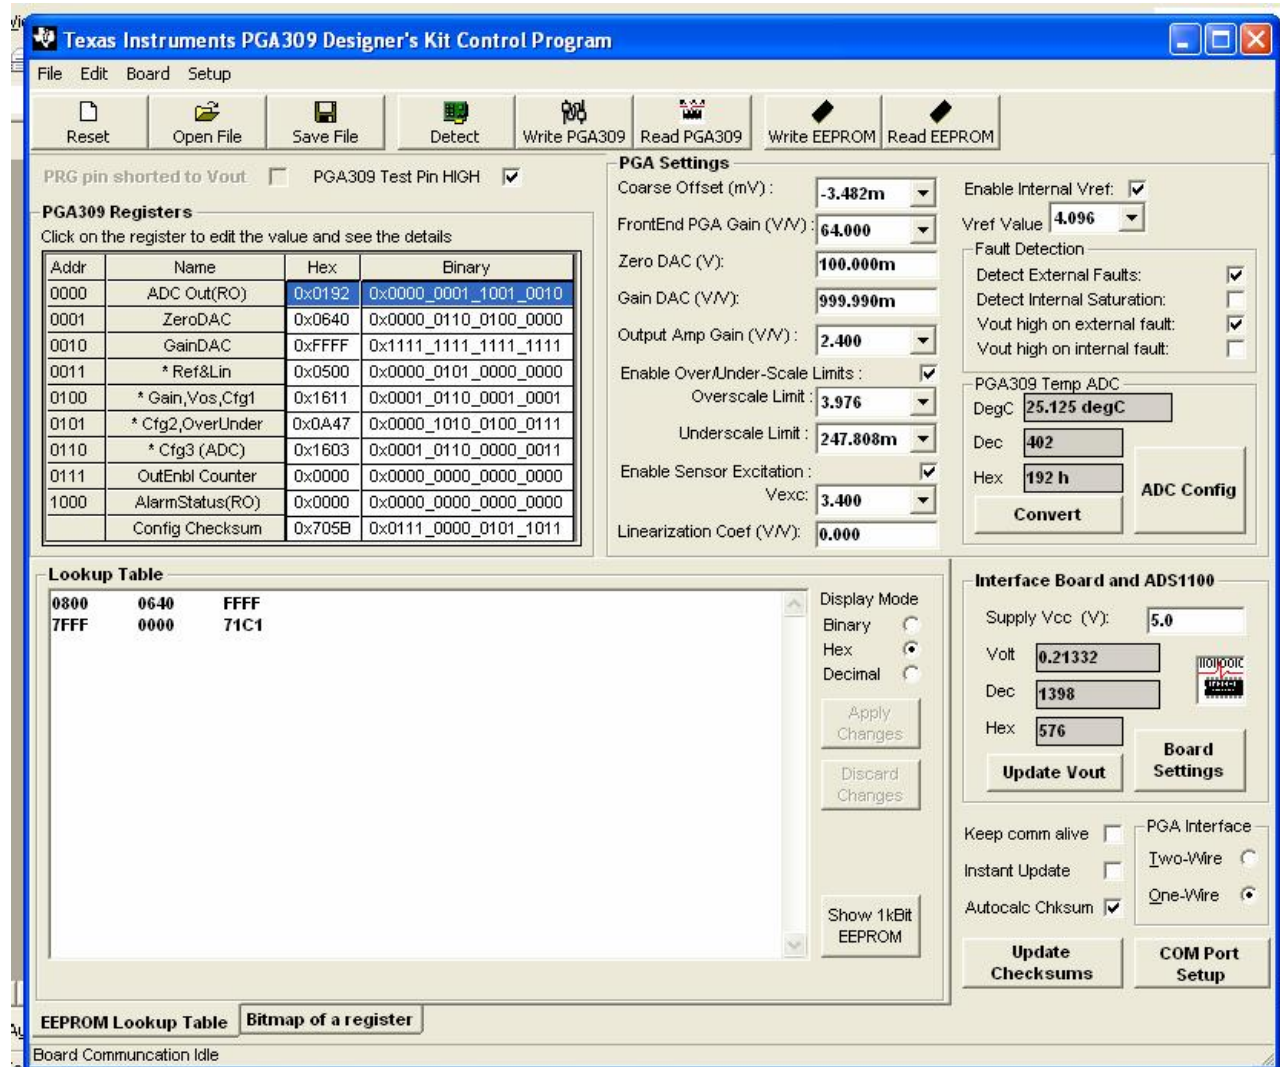 Texas Instruments PGA309 Designer's Kit Control Program
File Edit Board Setup
Reset Open File Save File Detect Write PGA309 Read PGA309 Write EEPROM Read EEPROM
PRG pin shorted to Vout PGA309 Test Pin HIGH
PGA309 Registers
Click on the register to edit the value and see the details
Addr Name Hex Binary
0000 ADC Out(RO) 0x0192 0x0000_0001_1001_0010
0001 ZeroDAC 0x0640 0x0000_0110_0100_0000
0010 GainDAC 0xFFFF 0x1111_1111_1111_1111
0011 * Ref&Lin 0x0500 0x0000_0101_0000_0000
0100 * Gain,Vos,Cfg1 0x1611 0x0001_0110_0001_0001
0101 * Cfg2,OverUnder 0x0A47 0x0000_1010_0100_0111
0110 * Cfg3 (ADC) 0x1603 0x0001_0110_0000_0011
0111 OutEnbl Counter 0x0000 0x0000_0000_0000_0000
1000 AlarmStatus(RO) 0x0000 0x0000_0000_0000_0000
Config Checksum 0x705B 0x0111_0000_0101_1011
PGA Settings
Coarse Offset (mV) : -3.482m
FrontEnd PGA Gain (V/V) : 64.000
Zero DAC (V): 100.000m
Gain DAC (V/V): 999.990m
Output Amp Gain (V/V) : 2.400
Enable Over/Under-Scale Limits :
Overscale Limit : 3.976
Underscale Limit : 247.808m
Enable Sensor Excitation :
Vexc: 3.400
Linearization Coef (V/V): 0.000
Enable Internal Vref:
Vref Value 4.096
Fault Detection
Detect External Faults:
Detect Internal Saturation:
Vout high on external fault:
Vout high on internal fault:
PGA309 Temp ADC
DegC 25.125 degC
Dec 402
Hex 192 h
Convert
ADC Config
Lookup Table
0800 0640 FFFF
7FFF 0000 71C1
Display Mode
Binary
Hex
Decimal
Apply
Changes
Discard
Changes
Show 1kBit
EEPROM
Interface Board and ADS1100
Supply Vcc (V): 5.0
Volt 0.21332
Dec 1398
Hex 576
Update Vout
Board
Settings
Keep comm alive
Instant Update
Autocalc Chksum
PGA Interface
Two-Wire
One-Wire
Update
Checksums
COM Port
Setup
EEPROM Lookup Table Bitmap of a register
Board Communcation Idle